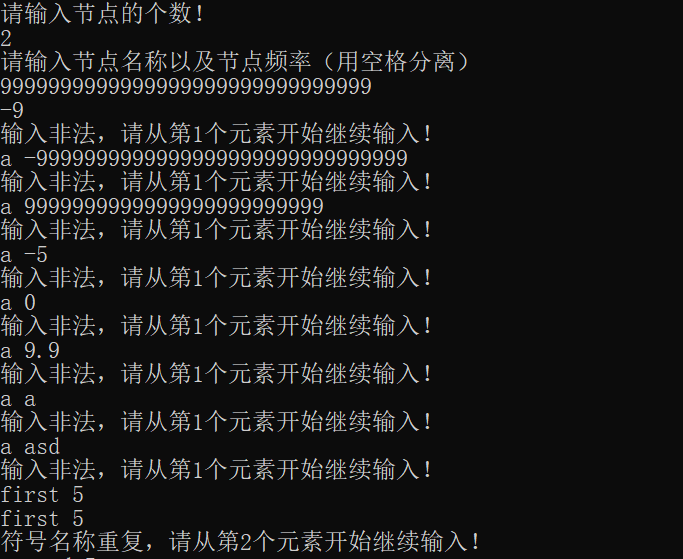 请输入节点的个数！
2
请输入节点名称以及节点频率（用空格分离）
9999999999999999999999999999999
-9
输入非法，请从第1个元素开始继续输入！
a -99999999999999999999999999999999
输入非法，请从第1个元素开始继续输入！
a 9999999999999999999999999
输入非法，请从第1个元素开始继续输入！
a -5
输入非法，请从第1个元素开始继续输入！
a 0
输入非法，请从第1个元素开始继续输入！
a 9.9
输入非法，请从第1个元素开始继续输入！
a a
输入非法，请从第1个元素开始继续输入！
a asd
输入非法，请从第1个元素开始继续输入！
first 5
first 5
符号名称重复，请从第2个元素开始继续输入！